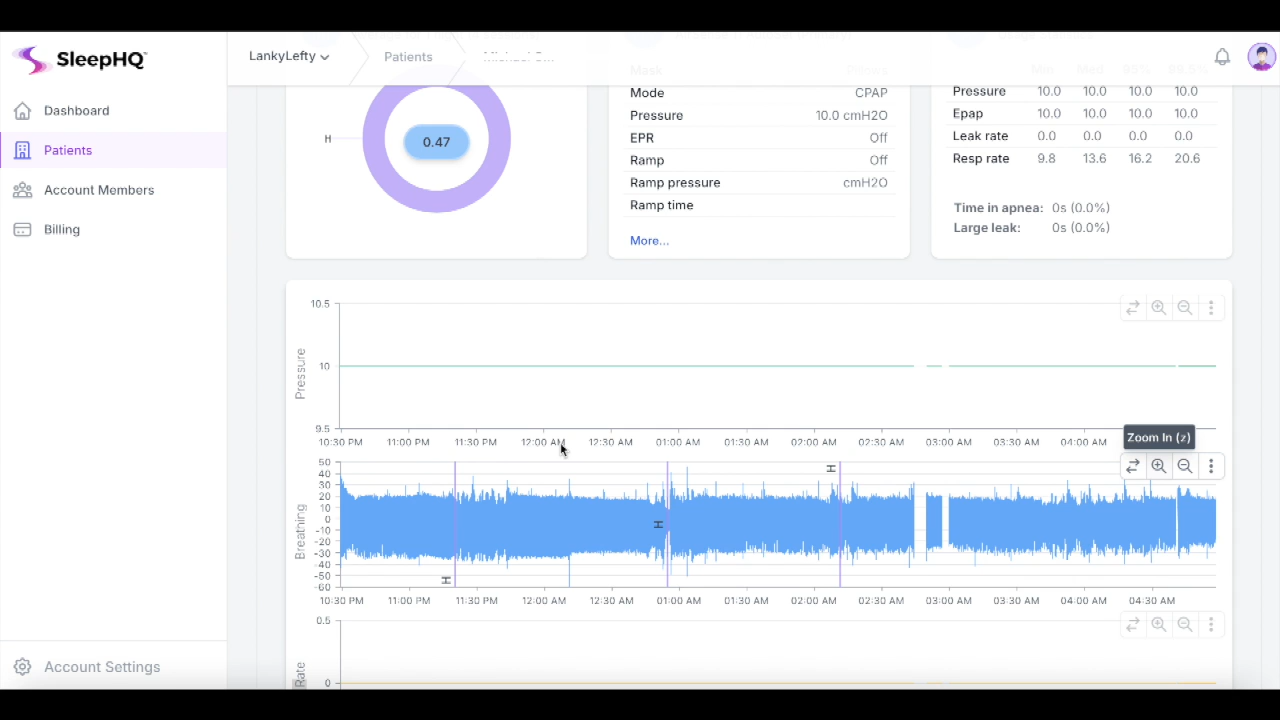 SleepHQ™
LankyLefty
Patients
Dashboard
Patients
Account Members
Billing
Account Settings
H
0.47
Mask
Mode CPAP
Pressure 10.0 cmH2O
EPR Off
Ramp Off
Ramp pressure cmH2O
Ramp time
More...
Min Med 95% 99.5%
Pressure 10.0 10.0 10.0 10.0
Epap 10.0 10.0 10.0 10.0
Leak rate 0.0 0.0 0.0 0.0
Resp rate 9.8 13.6 16.2 20.6
Time in apnea: 0s (0.0%)
Large leak: 0s (0.0%)
Pressure
10.5
10
9.5
10:30 PM 11:00 PM 11:30 PM 12:00 AM 12:30 AM 01:00 AM 01:30 AM 02:00 AM 02:30 AM 03:00 AM 03:30 AM 04:00 AM
Zoom In (z)
Breathing
50
40
30
20
10
0
-10
-20
-30
-40
-50
-60
H
H
H
10:30 PM 11:00 PM 11:30 PM 12:00 AM 12:30 AM 01:00 AM 01:30 AM 02:00 AM 02:30 AM 03:00 AM 03:30 AM 04:00 AM 04:30 AM
0.5
0
Rate